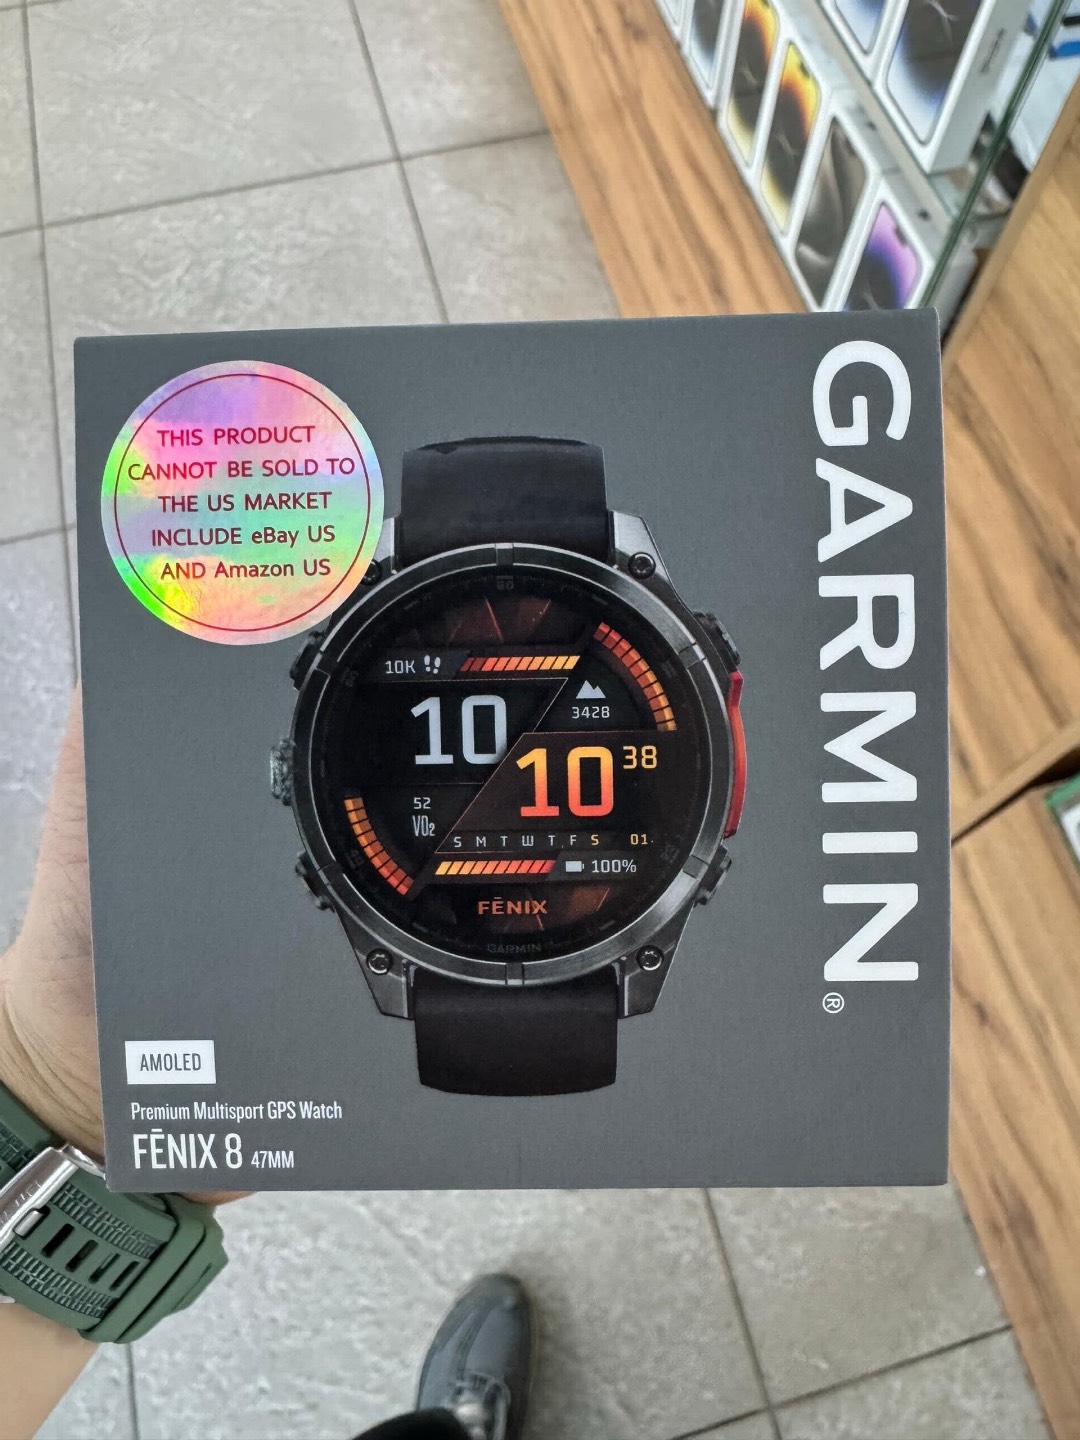 THIS PRODUCT
CANNOT BE SOLD TO
THE US MARKET
INCLUDE eBay US
AND Amazon US
GARMIN®
10K
10
3428
10 38
52
VO2
S M T W T F S 01
100%
FĒNIX
GARMIN
AMOLED
Premium Multisport GPS Watch
FĒNIX 8 47MM